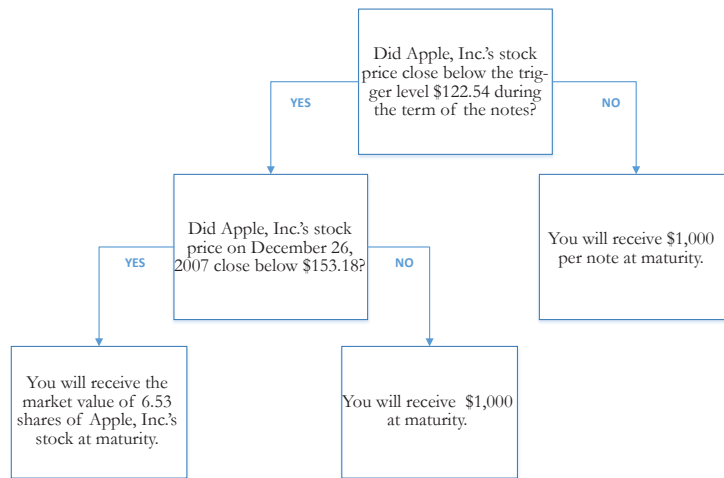 Did Apple, Inc.'s stock
price close below the trig-
ger level $122.54 during
the term of the notes?
YES
NO
Did Apple, Inc.'s stock
price on December 26,
2007 close below $153.18?
You will receive $1,000
per note at maturity.
YES
NO
You will receive the
market value of 6.53
shares of Apple, Inc.'s
stock at maturity.
You will receive $1,000
at maturity.